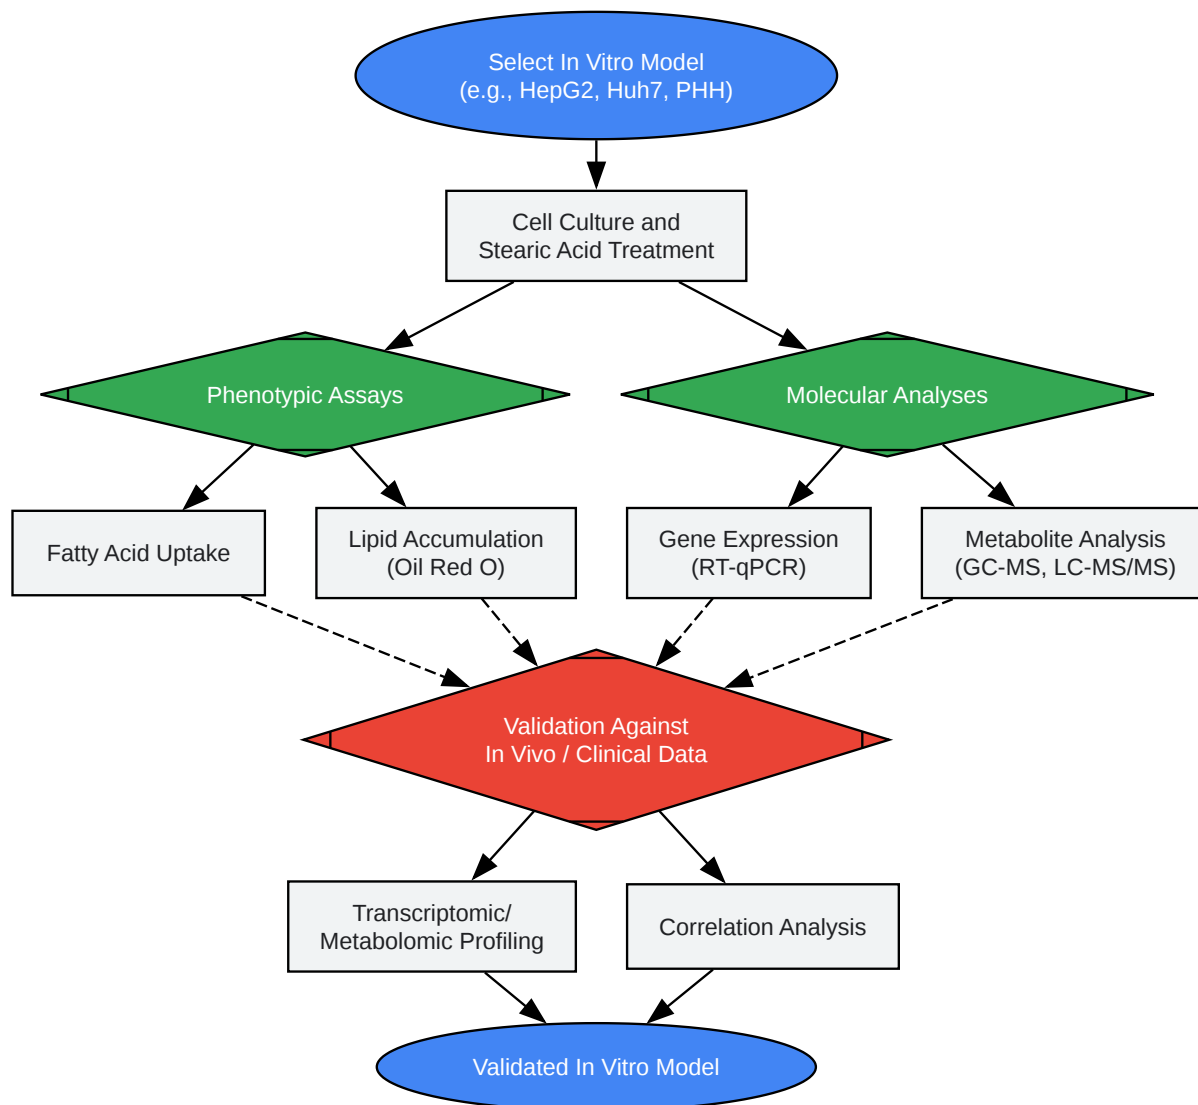 Select In Vitro Model
(e.g., HepG2, Huh7, PHH)
Cell Culture and
Stearic Acid Treatment
Phenotypic Assays
Molecular Analyses
Fatty Acid Uptake
Lipid Accumulation
(Oil Red O)
Gene Expression
(RT-qPCR)
Metabolite Analysis
(GC-MS, LC-MS/MS)
Validation Against
In Vivo / Clinical Data
Transcriptomic/
Metabolomic Profiling
Correlation Analysis
Validated In Vitro Model